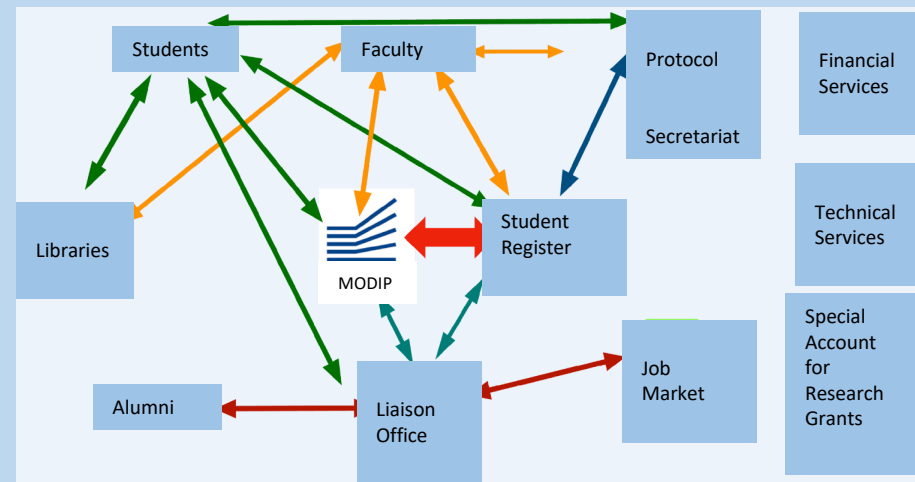 Students
Faculty
Protocol
Secretariat
Financial
Services
Libraries
MODIP
Student
Register
Technical
Services
Alumni
Liaison
Office
Job
Market
Special
Account
for
Research
Grants